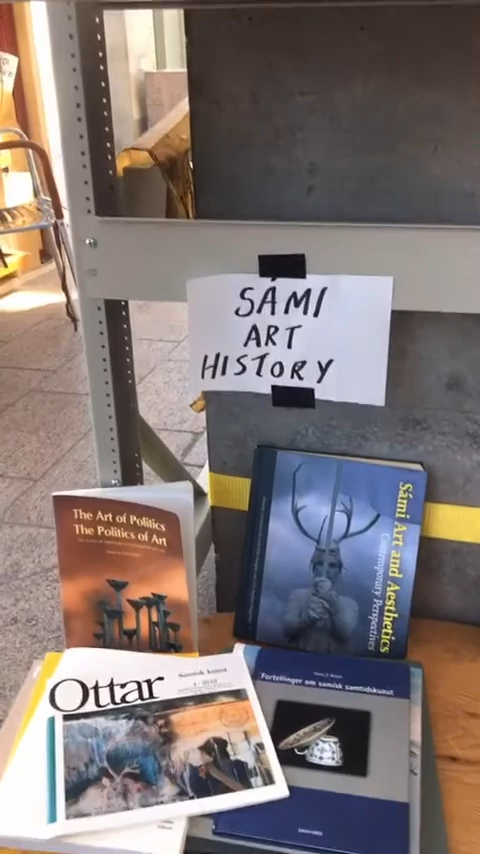 SÁMI
ART
HISTORY
Sámi Art and Aesthetics
Contemporary Perspectives
The Art of Politics
The Politics of Art
Ottar
Samisk kunst
Fortellinger om samisk samtidskunst